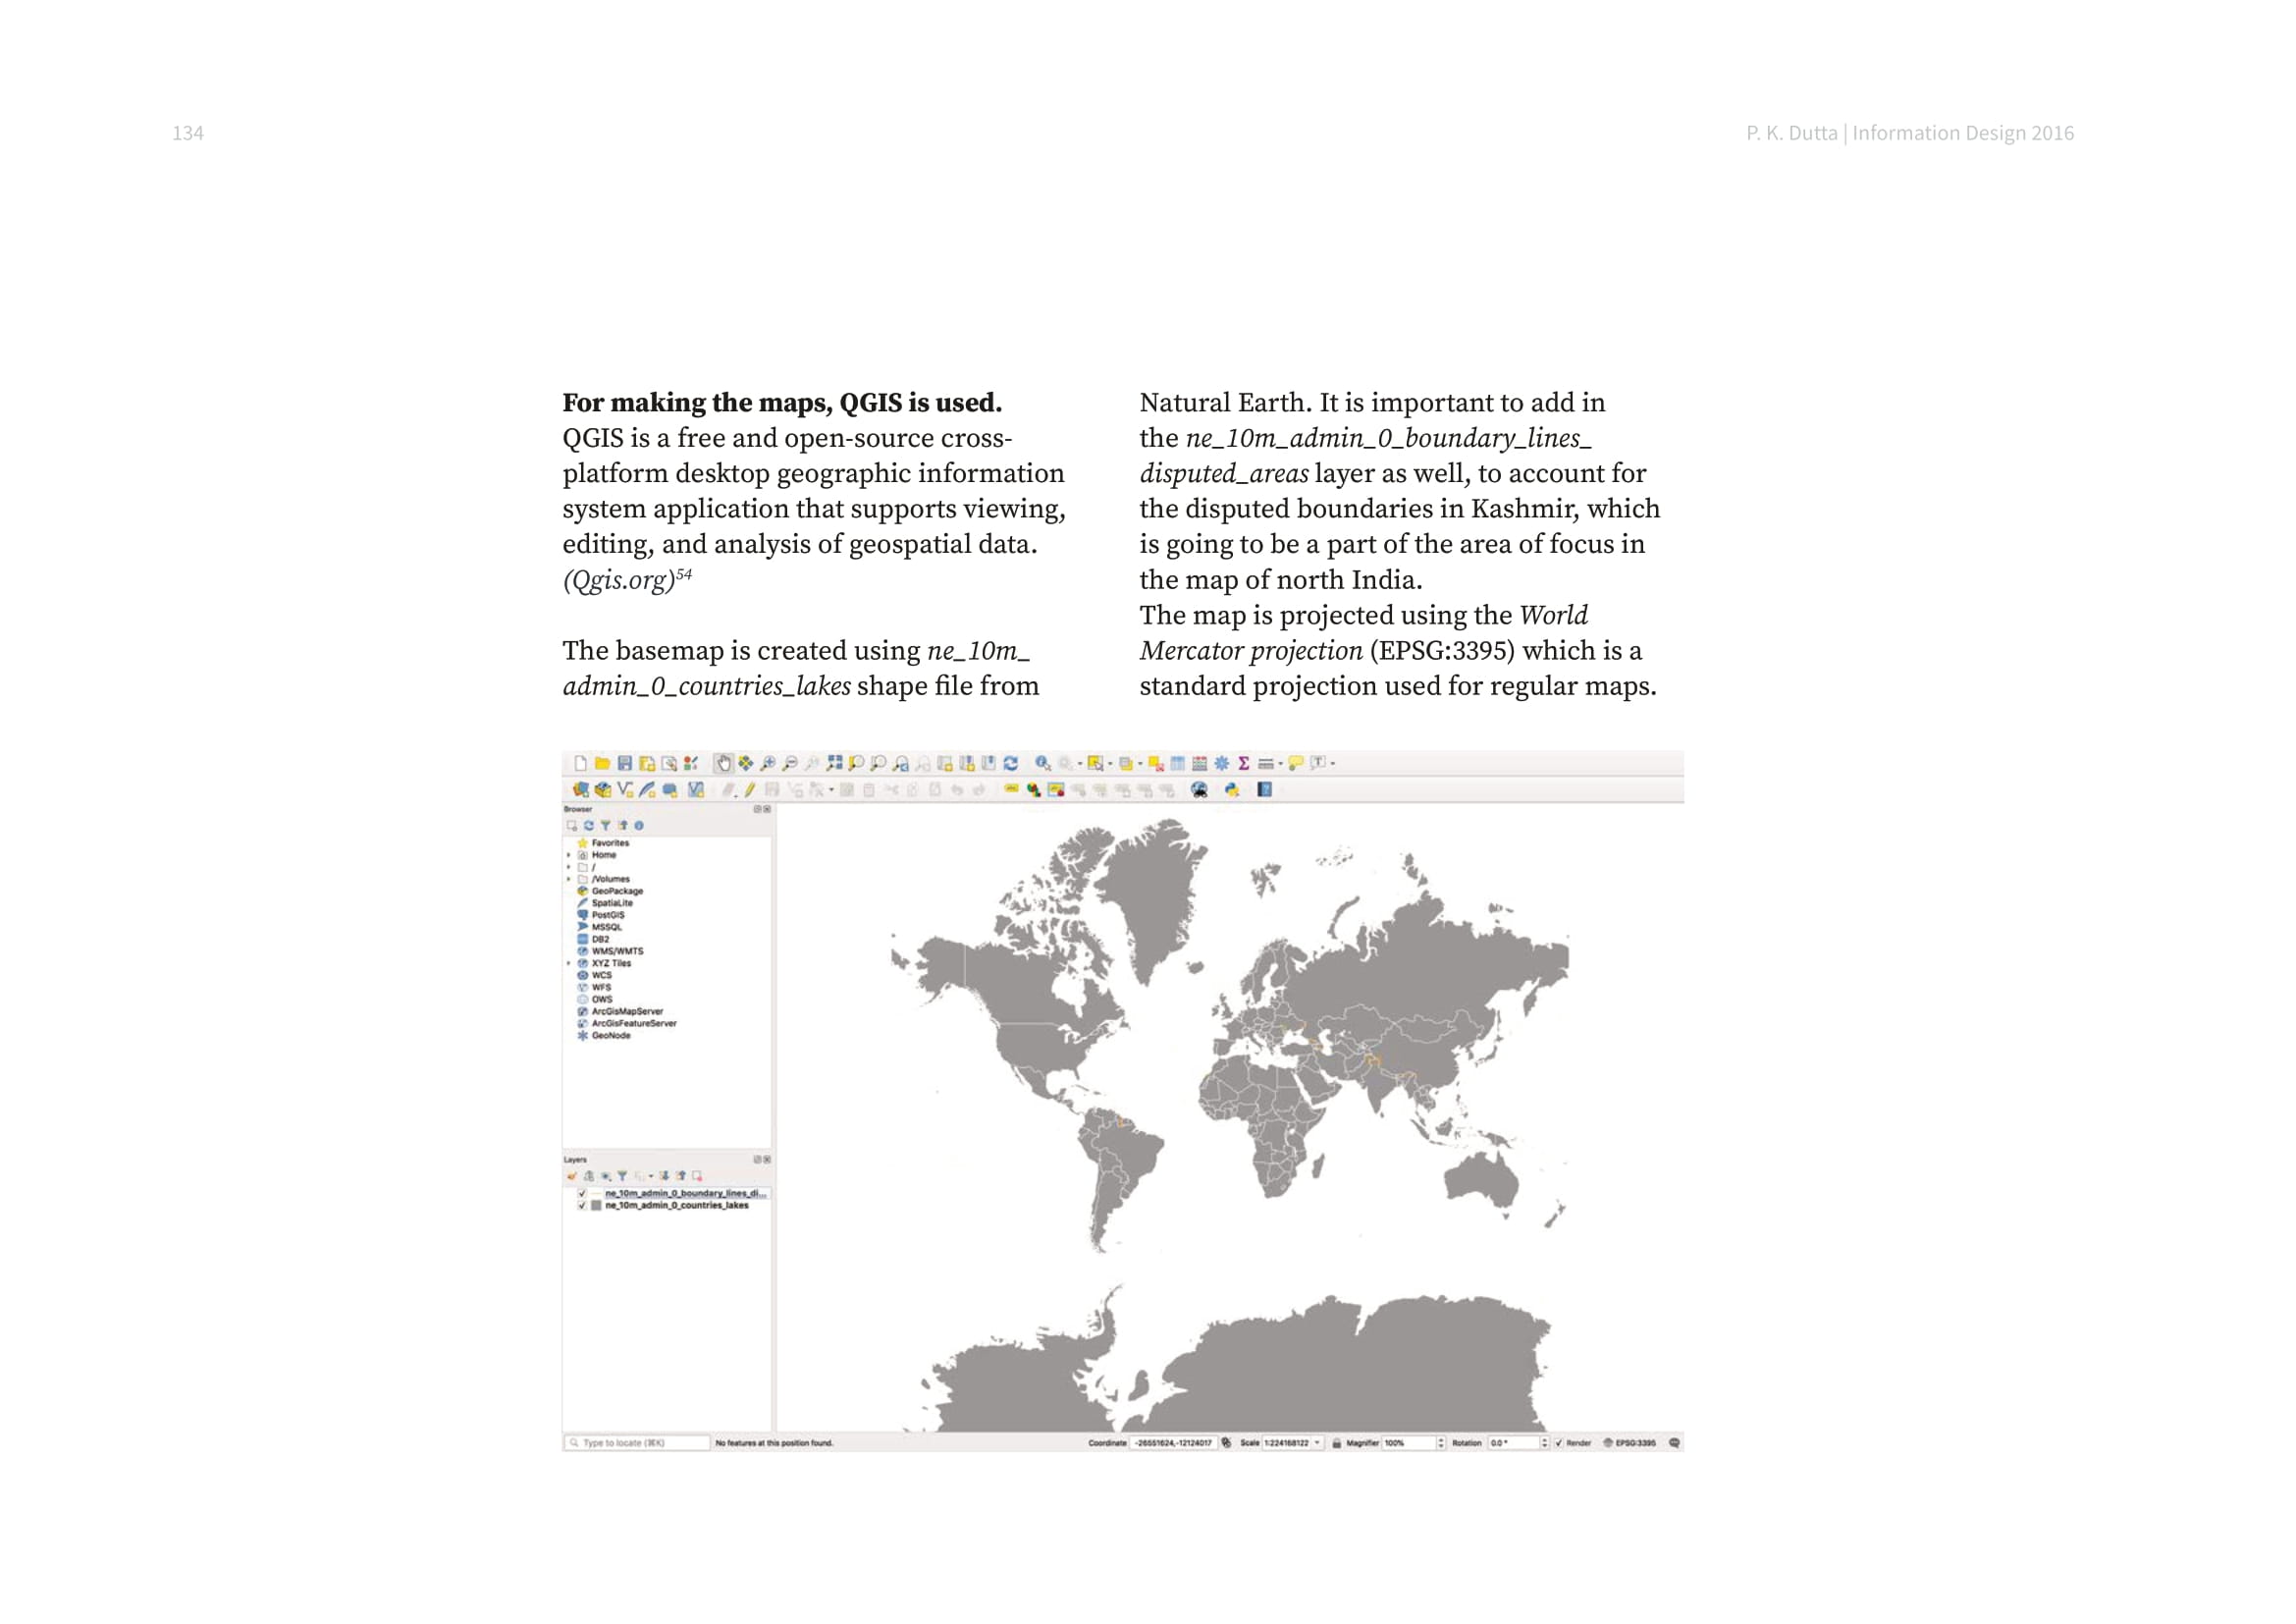 134
P. K. Dutta | Information Design 2016
For making the maps, QGIS is used.
QGIS is a free and open-source cross-
platform desktop geographic information
system application that supports viewing,
editing, and analysis of geospatial data.
(Qgis.org)54
The basemap is created using ne_10m_
admin_0_countries_lakes shape file from
Natural Earth. It is important to add in
the ne_10m_admin_0_boundary_lines_
disputed_areas layer as well, to account for
the disputed boundaries in Kashmir, which
is going to be a part of the area of focus in
the map of north India.
The map is projected using the World
Mercator projection (EPSG:3395) which is a
standard projection used for regular maps.
Browser
Favorites
Home
/
/Volumes
GeoPackage
SpatiaLite
PostGIS
MSSQL
DB2
WMS/WMTS
XYZ Tiles
WCS
WFS
OWS
ArcGisMapServer
ArcGisFeatureServer
GeoNode
Layers
ne_10m_admin_0_boundary_lines_di...
ne_10m_admin_0_countries_lakes
Type to locate (⌘K) No features at this position found. Coordinate -26551624,-12124017 Scale 1:224168122 Magnifier 100% Rotation 0.0 ° Render EPSG:3395